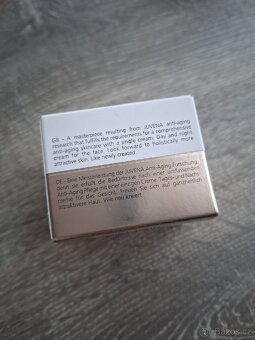 GB – A masterpiece resulting from JUVENA anti-aging
research that fulfills the requirements for a comprehensive
anti-aging skincare with a single cream. Day and night
cream for the face. Look forward to holistically more
attractive skin. Like newly created.
DE – Eine Meisterleistung der JUVENA Anti-Aging Forschung,
denn sie erfüllt die Bedürfnisse nach einer umfassenden
Anti-Aging Pflege mit einer einzigen Creme. Tages- und Nacht-
creme für das Gesicht. Freuen Sie sich auf ganzheitlich
attraktivere Haut. Wie neu kreiert.